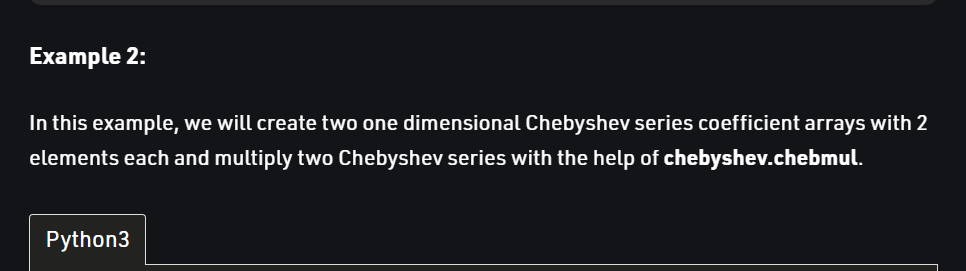 Example 2:
In this example, we will create two one dimensional Chebyshev series coefficient arrays with 2
elements each and multiply two Chebyshev series with the help of chebyshev.chebmul.
Python3